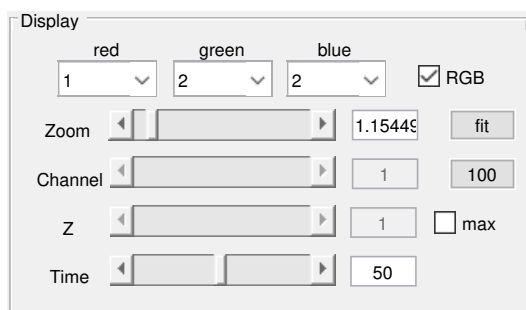 Display
red green blue
1 2 2 RGB
Zoom 1.15449 fit
Channel 1 100
Z 1 max
Time 50